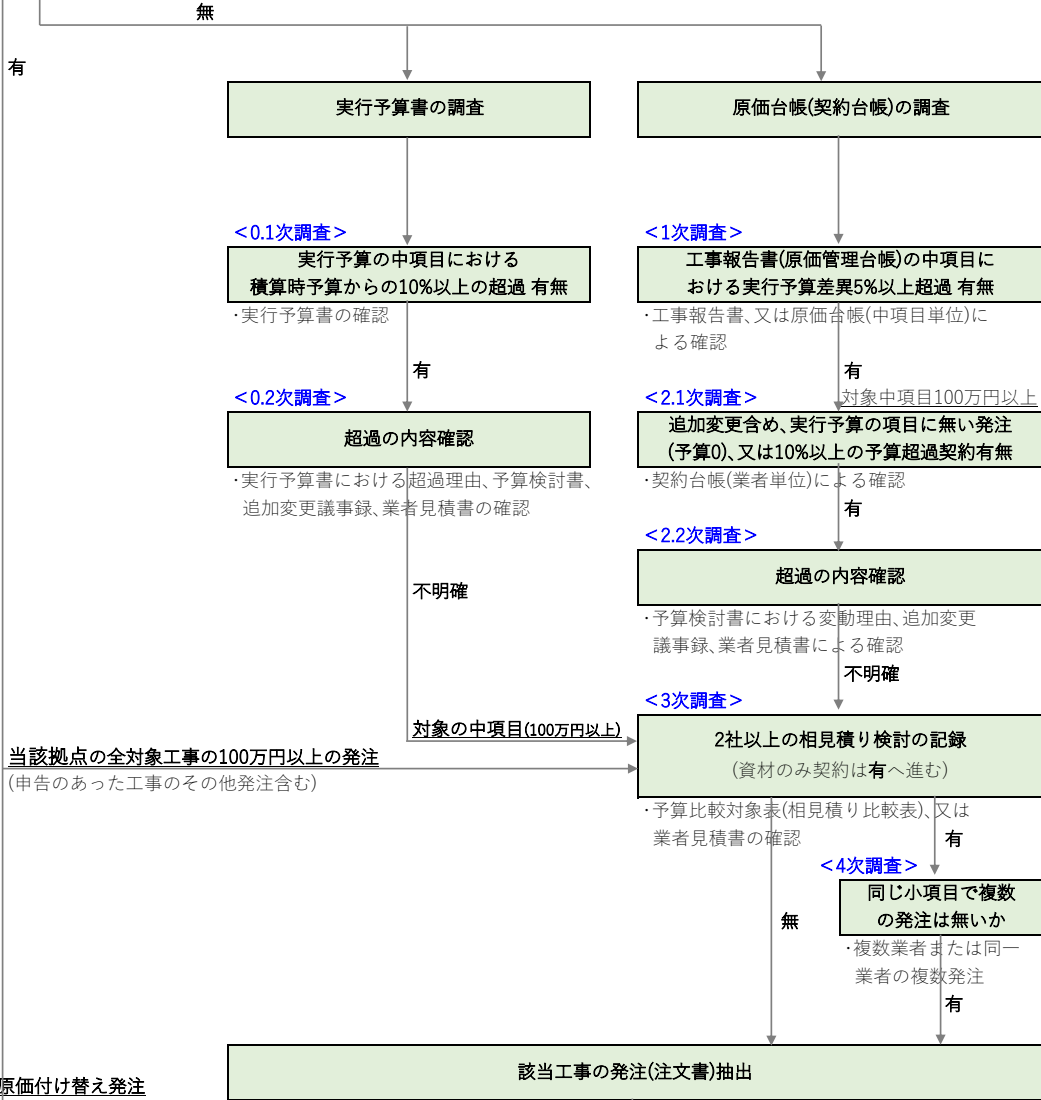 無
有
実行予算書の調査
原価台帳(契約台帳)の調査
<0.1次調査>
実行予算の中項目における
積算時予算からの10%以上の超過 有無
・実行予算書の確認
<1次調査>
工事報告書(原価管理台帳)の中項目に
おける実行予算差異5%以上超過 有無
・工事報告書、又は原価台帳(中項目単位)に
よる確認
有
有
<0.2次調査>
超過の内容確認
・実行予算書における超過理由、予算検討書、
追加変更議事録、業者見積書の確認
対象中項目100万円以上
<2.1次調査>
追加変更含め、実行予算の項目に無い発注
(予算0)、又は10%以上の予算超過契約有無
・契約台帳(業者単位)による確認
有
<2.2次調査>
超過の内容確認
・予算検討書における変動理由、追加変更
議事録、業者見積書による確認
不明確
不明確
<3次調査>
対象の中項目(100万円以上)
2社以上の相見積り検討の記録
(資材のみ契約は有へ進む)
当該拠点の全対象工事の100万円以上の発注
(申告のあった工事のその他発注含む)
・予算比較対象表(相見積り比較表)、又は
業者見積書の確認
有
<4次調査>
同じ小項目で複数
の発注は無いか
・複数業者または同一
業者の複数発注
無
有
該当工事の発注(注文書)抽出
原価付け替え発注